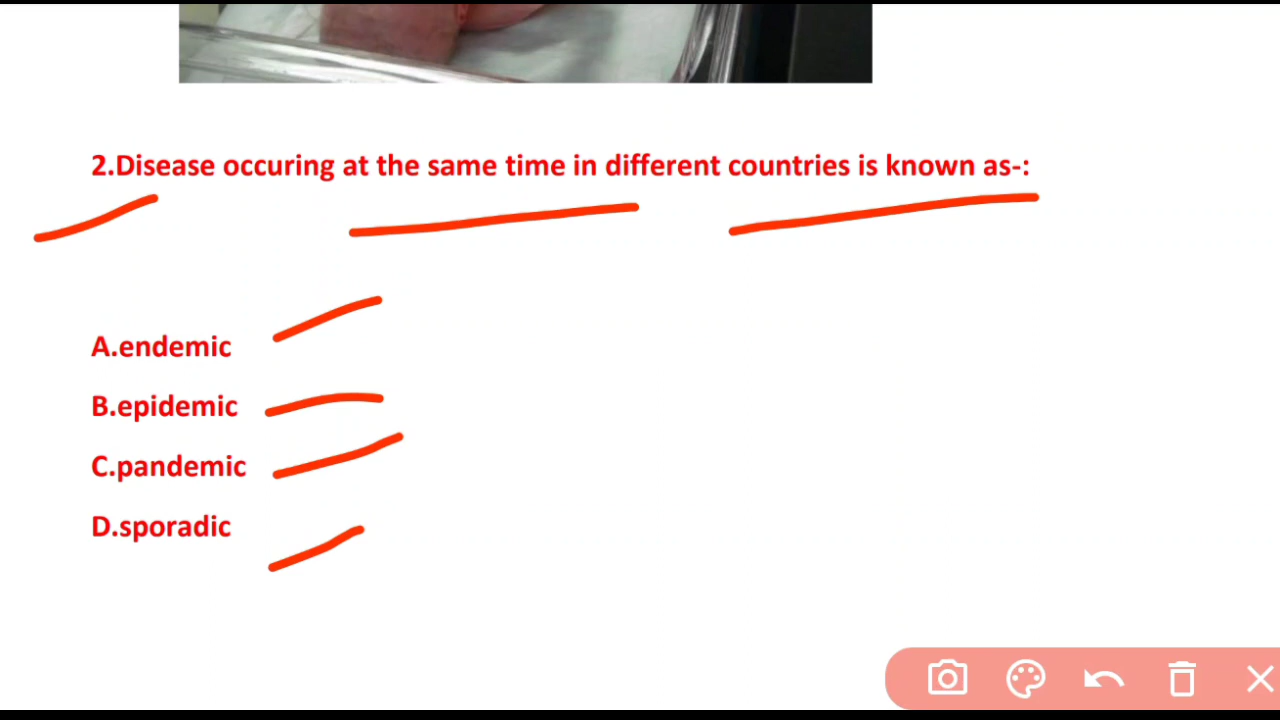 2.Disease occuring at the same time in different countries is known as-:
A.endemic
B.epidemic
C.pandemic
D.sporadic